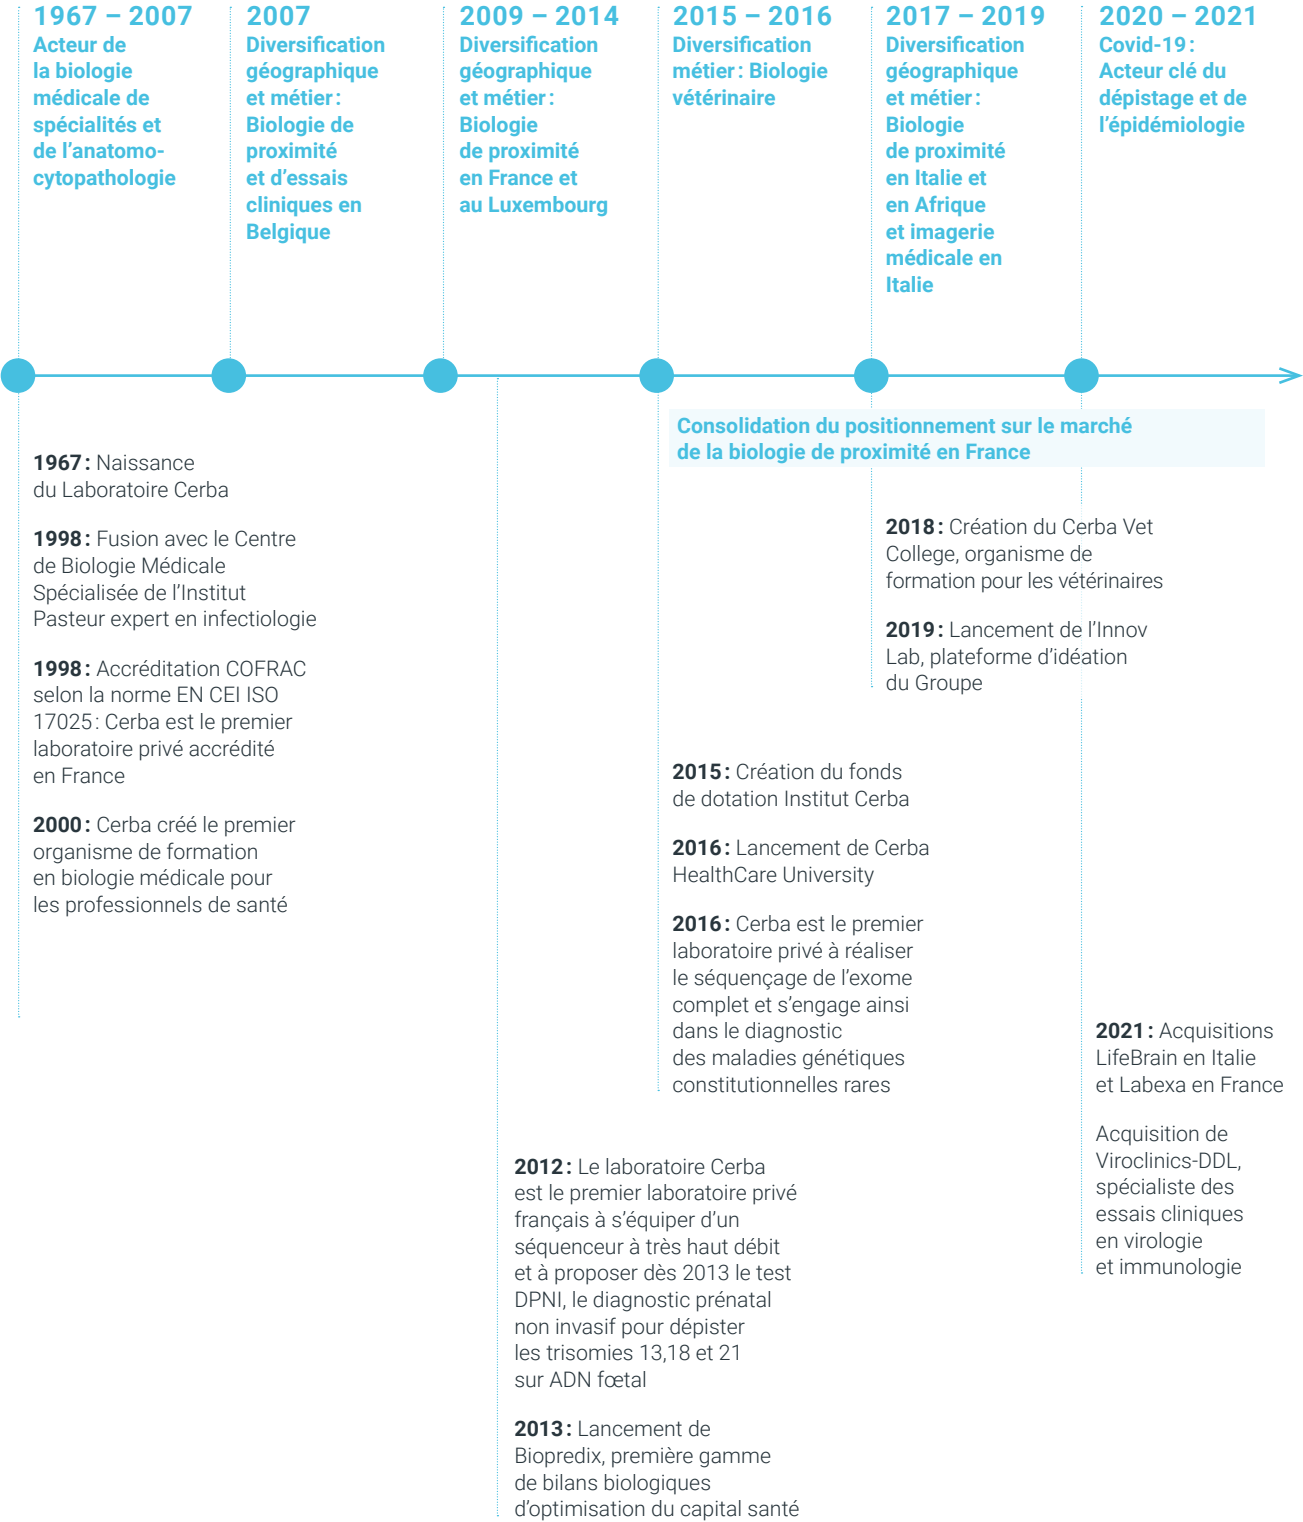 1967 – 2007
Acteur de
la biologie
médicale de
spécialités et
de l’anatomo-
cytopathologie
2007
Diversification
géographique
et métier :
Biologie de
proximité
et d’essais
cliniques en
Belgique
2009 – 2014
Diversification
géographique
et métier :
Biologie
de proximité
en France et
au Luxembourg
2015 – 2016
Diversification
métier : Biologie
vétérinaire
2017 – 2019
Diversification
géographique
et métier :
Biologie
de proximité
en Italie et
en Afrique
et imagerie
médicale en
Italie
2020 – 2021
Covid-19 :
Acteur clé du
dépistage et de
l’épidémiologie
Consolidation du positionnement sur le marché
de la biologie de proximité en France
1967 : Naissance
du Laboratoire Cerba
1998 : Fusion avec le Centre
de Biologie Médicale
Spécialisée de l’Institut
Pasteur expert en infectiologie
1998 : Accréditation COFRAC
selon la norme EN CEI ISO
17025 : Cerba est le premier
laboratoire privé accrédité
en France
2000 : Cerba créé le premier
organisme de formation
en biologie médicale pour
les professionnels de santé
2012 : Le laboratoire Cerba
est le premier laboratoire privé
français à s’équiper d’un
séquenceur à très haut débit
et à proposer dès 2013 le test
DPNI, le diagnostic prénatal
non invasif pour dépister
les trisomies 13,18 et 21
sur ADN fœtal
2013 : Lancement de
Biopredix, première gamme
de bilans biologiques
d’optimisation du capital santé
2015 : Création du fonds
de dotation Institut Cerba
2016 : Lancement de Cerba
HealthCare University
2016 : Cerba est le premier
laboratoire privé à réaliser
le séquençage de l’exome
complet et s’engage ainsi
dans le diagnostic
des maladies génétiques
constitutionnelles rares
2018 : Création du Cerba Vet
College, organisme de
formation pour les vétérinaires
2019 : Lancement de l’Innov
Lab, plateforme d’idéation
du Groupe
2021 : Acquisitions
LifeBrain en Italie
et Labexa en France
Acquisition de
Viroclinics-DDL,
spécialiste des
essais cliniques
en virologie
et immunologie